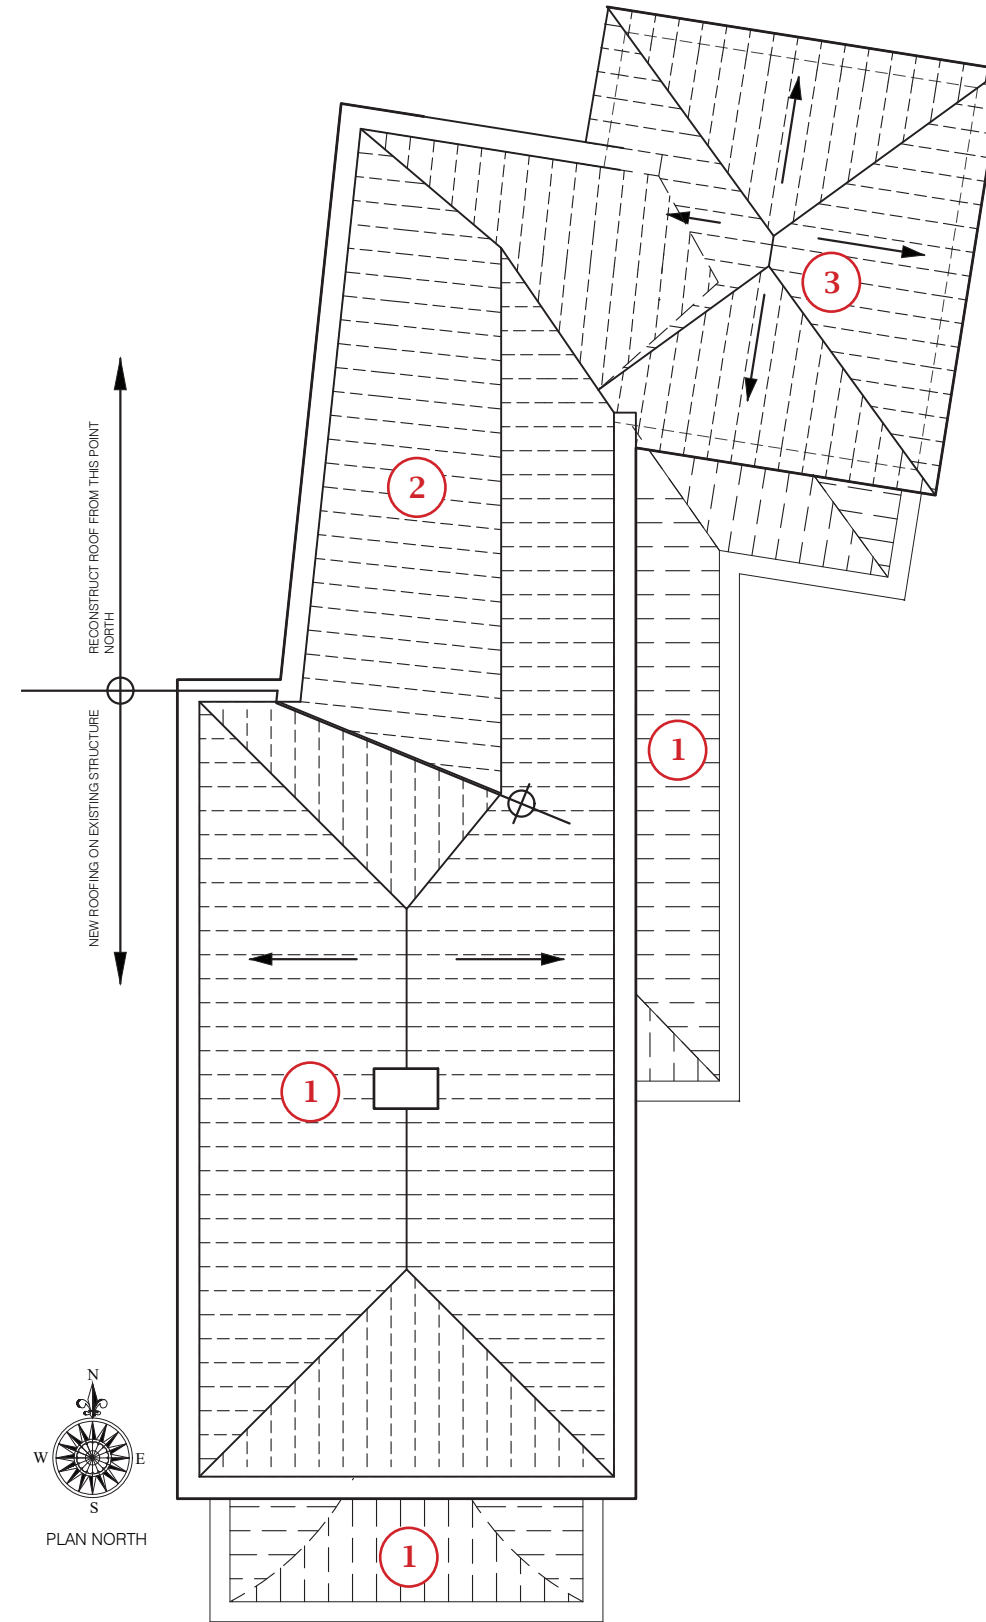 3
2
RECONSTRUCT ROOF FROM THIS POINT
NORTH
NEW ROOFING ON EXISTING STRUCTURE
1
1
N
W
E
S
PLAN NORTH
1